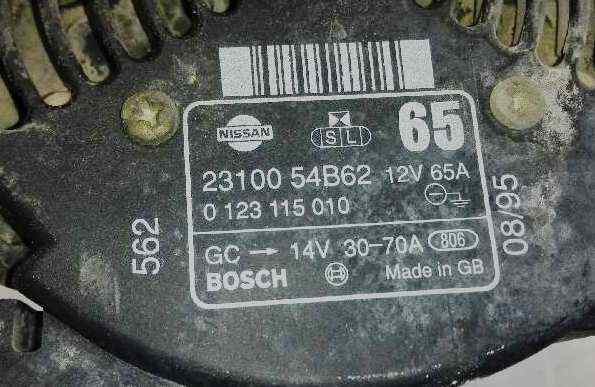 NISSAN S L 65
23100 54B62 12V 65A
0 123 115 010
GC → 14V 30-70A 806
BOSCH Made in GB
562
08/95